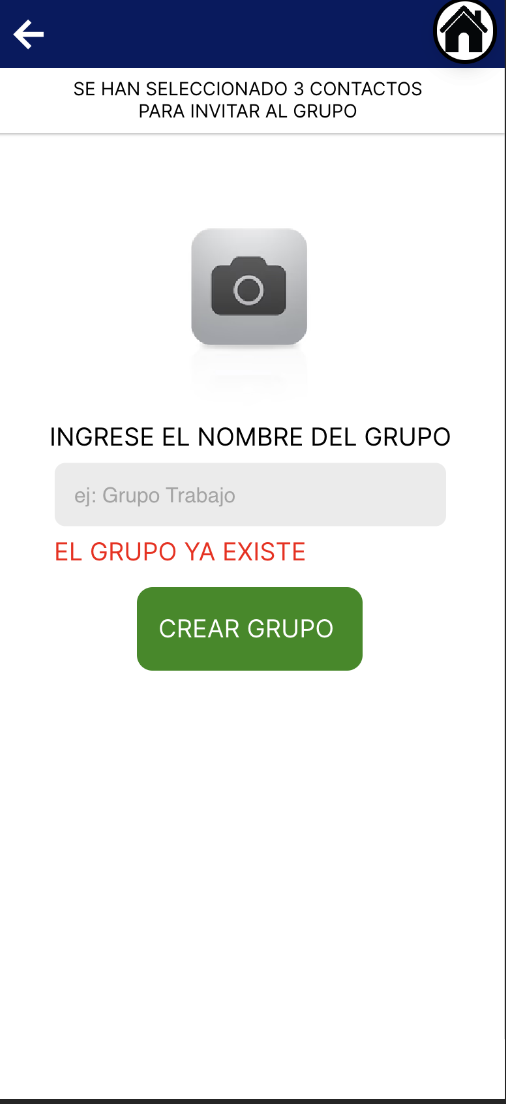 SE HAN SELECCIONADO 3 CONTACTOS
PARA INVITAR AL GRUPO
INGRESE EL NOMBRE DEL GRUPO
ej: Grupo Trabajo
EL GRUPO YA EXISTE
CREAR GRUPO